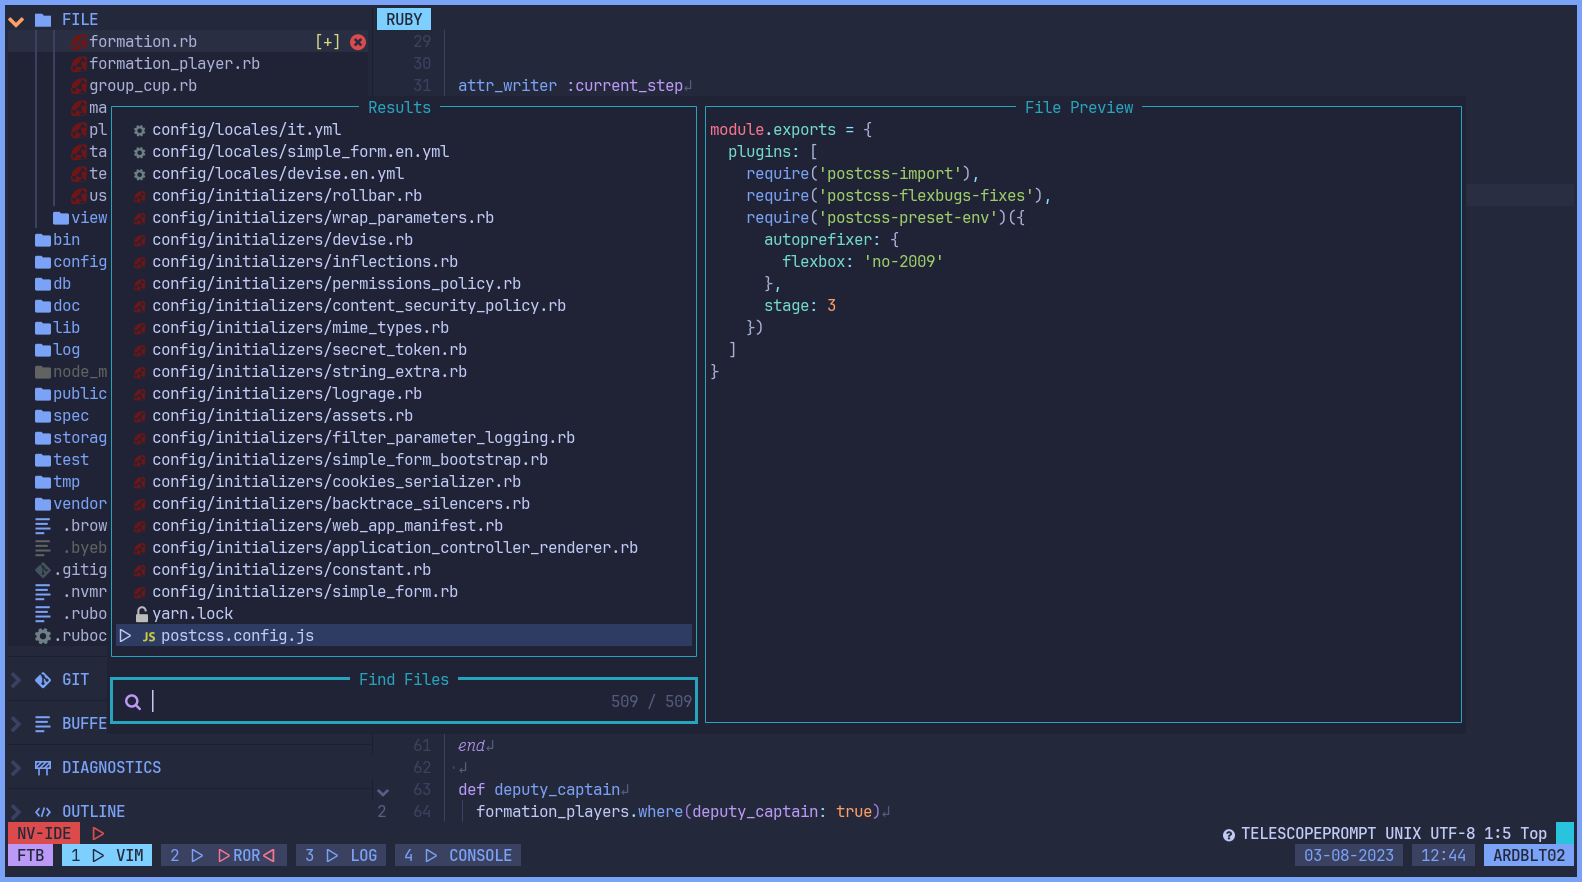 FILE
formation.rb [+]
formation_player.rb
group_cup.rb
ma
pl
ta
te
us
view
bin
config
db
doc
lib
log
node_m
public
spec
storag
test
tmp
vendor
.brow
.byeb
.gitig
.nvmr
.rubo
.ruboc
GIT
BUFFE
DIAGNOSTICS
OUTLINE
RUBY
29
30
31 attr_writer :current_step
Results
config/locales/it.yml
config/locales/simple_form.en.yml
config/locales/devise.en.yml
config/initializers/rollbar.rb
config/initializers/wrap_parameters.rb
config/initializers/devise.rb
config/initializers/inflections.rb
config/initializers/permissions_policy.rb
config/initializers/content_security_policy.rb
config/initializers/mime_types.rb
config/initializers/secret_token.rb
config/initializers/string_extra.rb
config/initializers/lograge.rb
config/initializers/assets.rb
config/initializers/filter_parameter_logging.rb
config/initializers/simple_form_bootstrap.rb
config/initializers/cookies_serializer.rb
config/initializers/backtrace_silencers.rb
config/initializers/web_app_manifest.rb
config/initializers/application_controller_renderer.rb
config/initializers/constant.rb
config/initializers/simple_form.rb
yarn.lock
JS postcss.config.js
Find Files
509 / 509
File Preview
module.exports = {
plugins: [
require('postcss-import'),
require('postcss-flexbugs-fixes'),
require('postcss-preset-env')({
autoprefixer: {
flexbox: 'no-2009'
},
stage: 3
})
]
}
61 end
62
63 def deputy_captain
2 64 formation_players.where(deputy_captain: true)
NV-IDE
TELESCOPEPROMPT UNIX UTF-8 1:5 Top
FTB 1 VIM 2 ROR 3 LOG 4 CONSOLE
03-08-2023 12:44 ARDBLT02